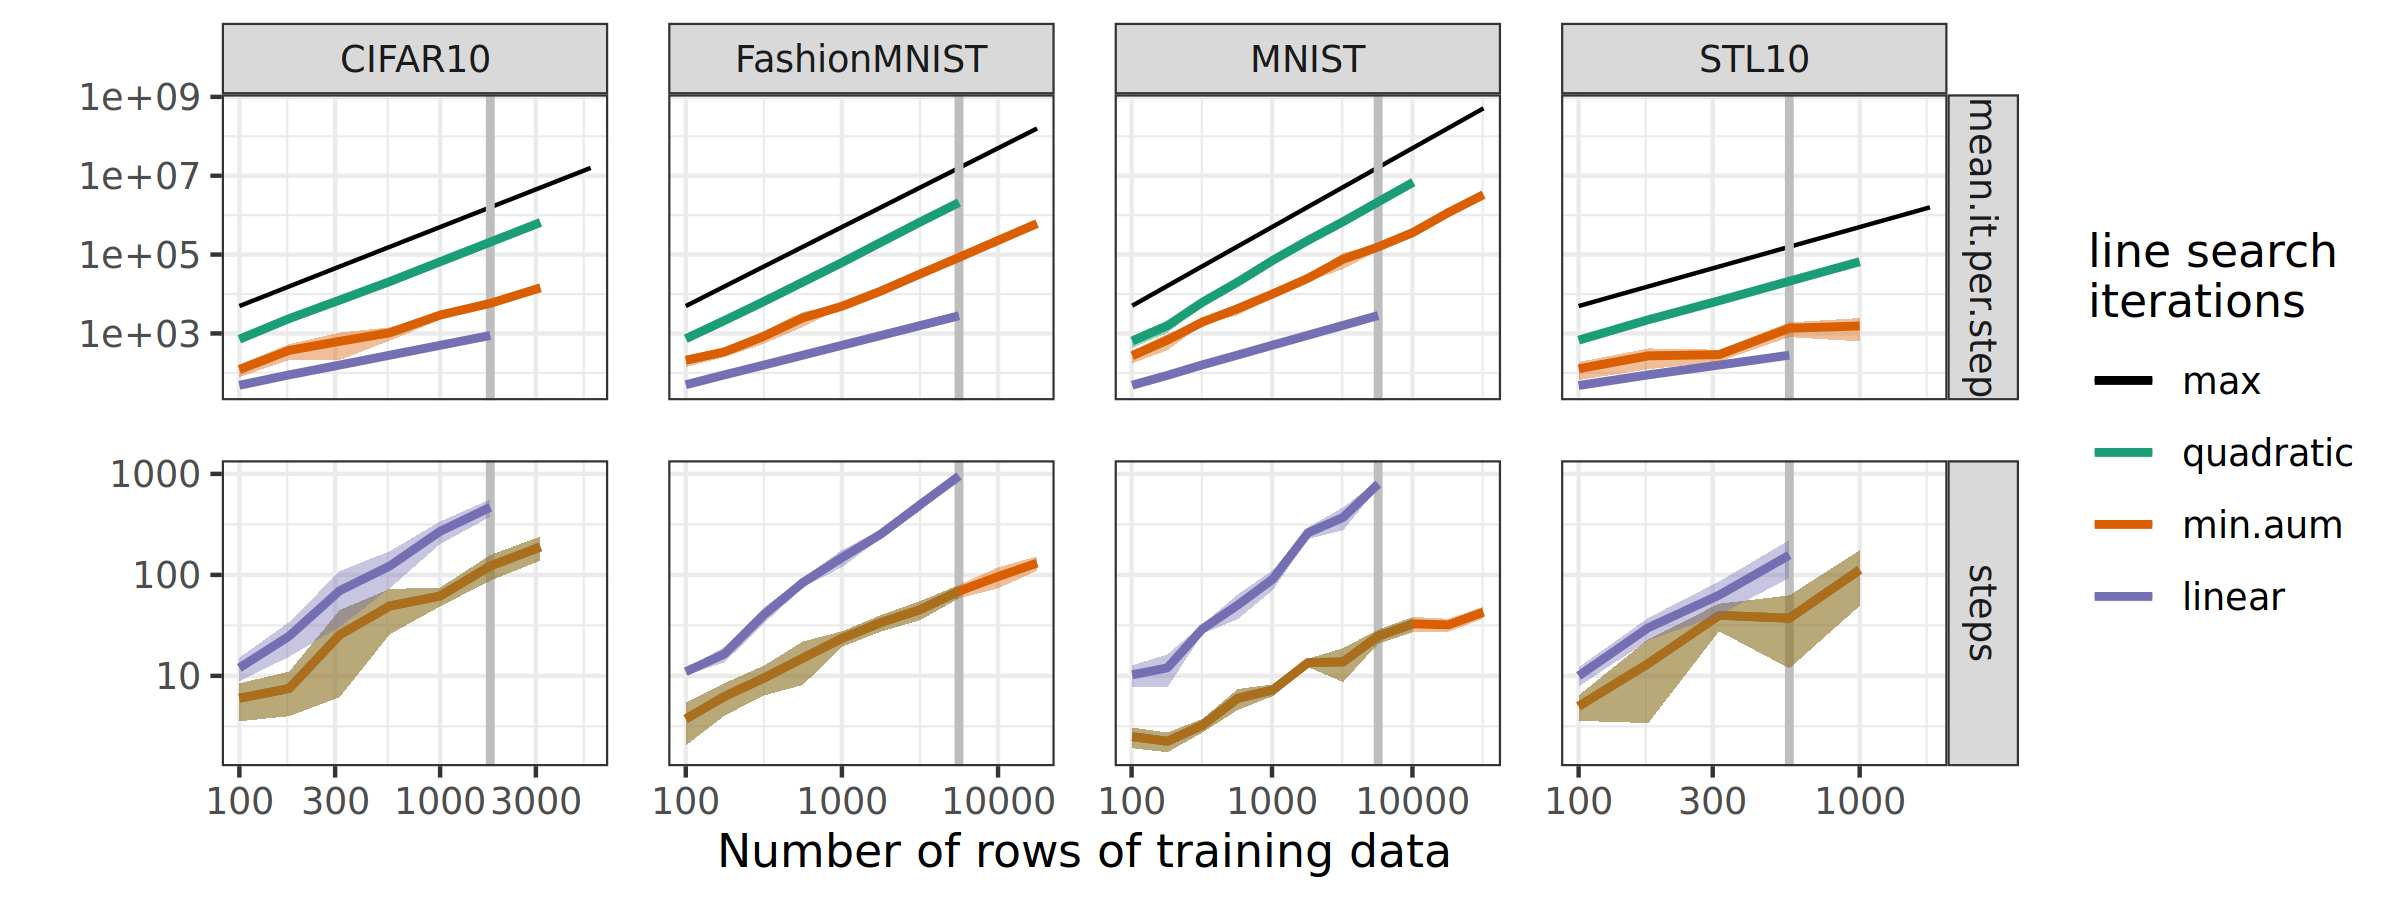 CIFAR10
FashionMNIST
MNIST
STL10
1e+09
1e+07
1e+05
1e+03
mean.it.per.step
1000
100
10
steps
100 300 1000 3000
100 1000 10000
100 1000 10000
100 300 1000
Number of rows of training data
line search
iterations
max
quadratic
min.aum
linear